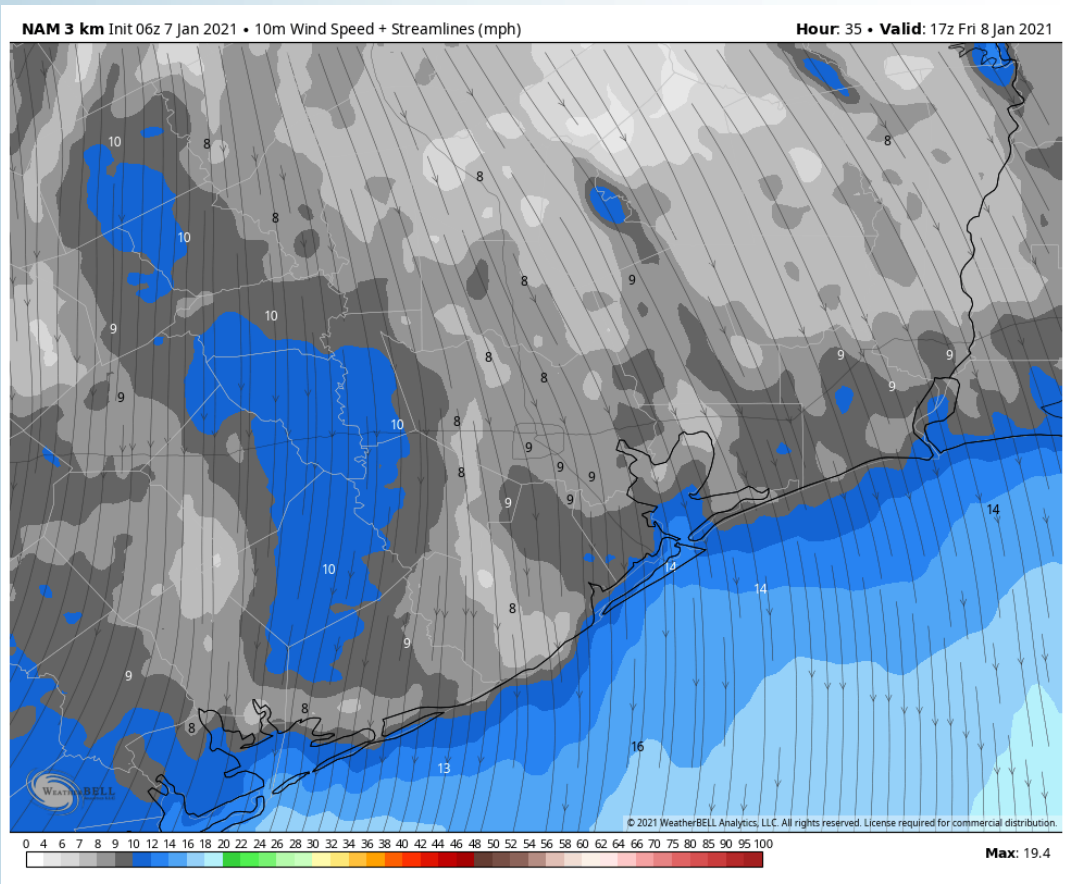 NAM 3 km Init 06z 7 Jan 2021 • 10m Wind Speed + Streamlines (mph) Hour: 35 • Valid: 17z Fri 8 Jan 2021
10 8 8
8
8
10
8
8 9
10
9 9 9
8
8 9
9
10 8
9
8 9 9
9 9
14
10 14
14
8
9
9
8
8
16
13
WEATHERBELL
© 2021 WeatherBELL Analytics, LLC. All rights reserved. License required for commercial distribution.
0 4 6 7 8 9 10 12 14 16 18 20 22 24 26 28 30 32 34 36 38 40 42 44 46 48 50 52 54 56 58 60 62 64 66 70 75 80 85 90 95 100
Max: 19.4